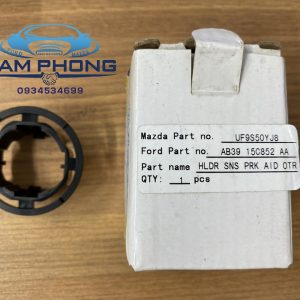 TAM PHONG
0934534699
Mazda Part no. UF9S50YJ8
Ford Part no. AB39 15C852 AA
Part name HLDR SNS PRK AID OTR
QTY: 1 pcs